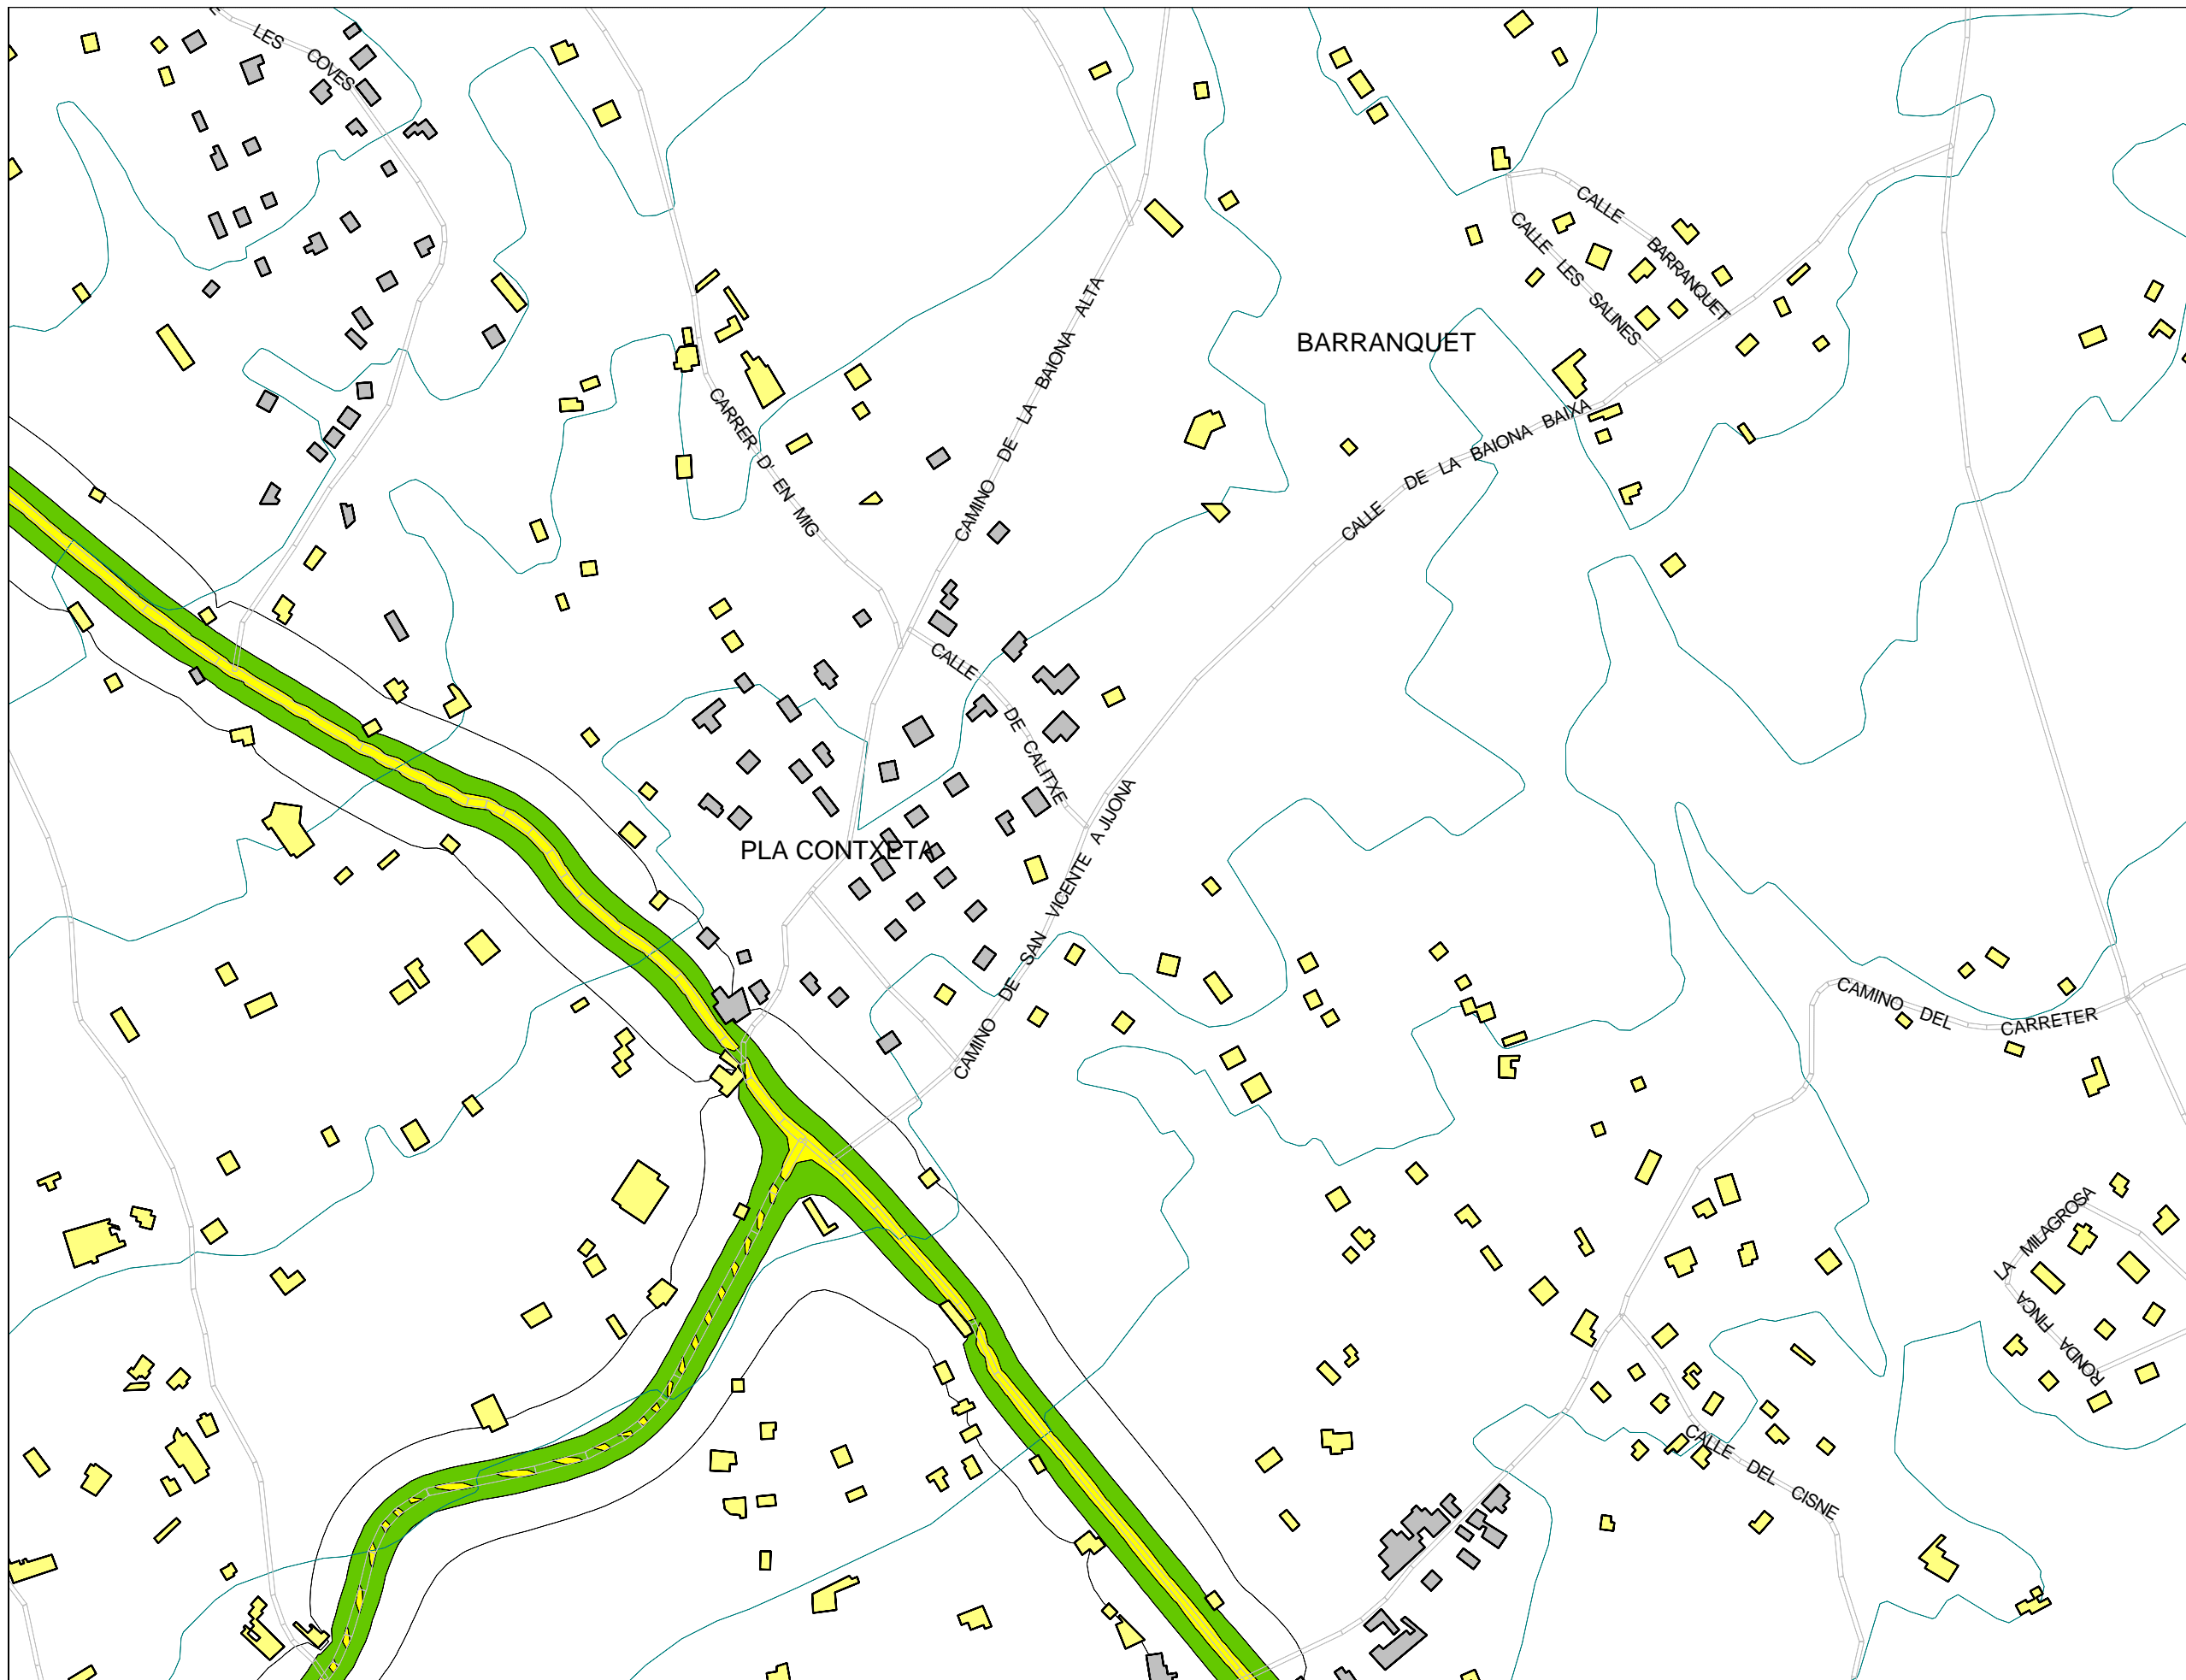 LES COVES
CALLE BARRANQUET
CALLE LES SALINES
BARRANQUET
CAMINO DE LA BAIONA ALTA
CARRER D' EN MIG
CALLE DE LA BAIONA BAIXA
CALLE DE CALITXE
PLA CONTXETA
CAMINO DE SAN VICENTE A JIJONA
CAMINO DEL CARRETER
RONDA FINCA LA MILAGROSA
CALLE DEL CISNE